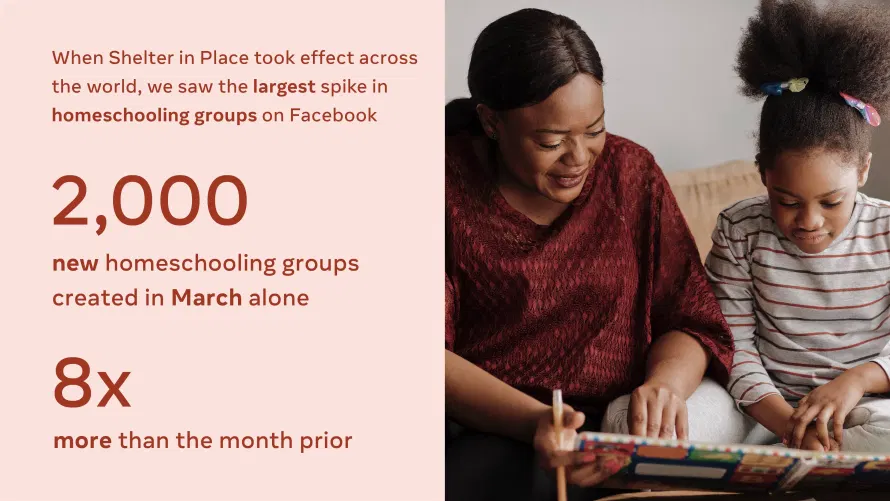 When Shelter in Place took effect across
the world, we saw the largest spike in
homeschooling groups on Facebook
2,000
new homeschooling groups
created in March alone
8x
more than the month prior